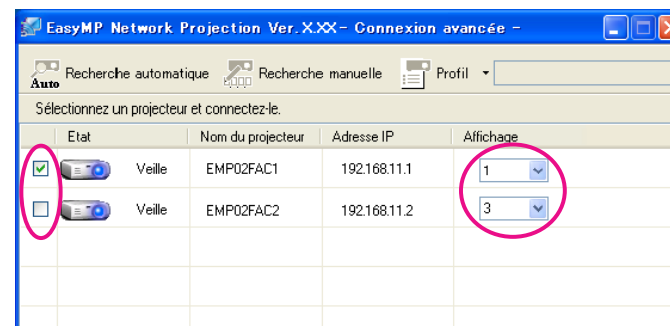 EasyMP Network Projection Ver.X.XX - Connexion avancée -
Auto Recherche automatique Recherche manuelle Profil
Sélectionnez un projecteur et connectez-le.
Etat Nom du projecteur Adresse IP Affichage
Veille EMP02FAC1 192.168.11.1 1
Veille EMP02FAC2 192.168.11.2 3